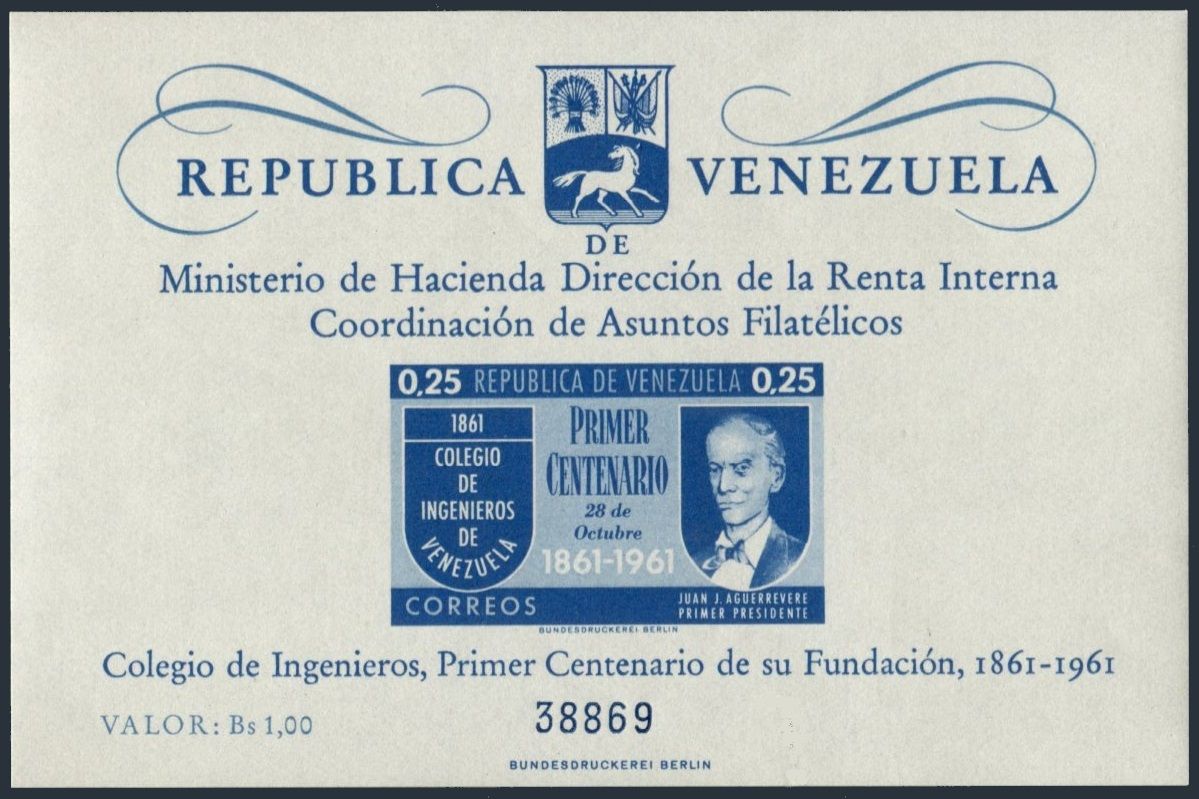 REPUBLICA VENEZUELA
DE
Ministerio de Hacienda Dirección de la Renta Interna
Coordinación de Asuntos Filatélicos
0,25 REPUBLICA DE VENEZUELA 0,25
1861
COLEGIO
DE
INGENIEROS
DE
VENEZUELA
PRIMER
CENTENARIO
28 de
Octubre
1861-1961
CORREOS
JUAN J. AGUERREVERE
PRIMER PRESIDENTE
BUNDESDRUCKEREI BERLIN
Colegio de Ingenieros, Primer Centenario de su Fundación, 1861-1961
VALOR: Bs 1,00
38869
BUNDESDRUCKEREI BERLIN